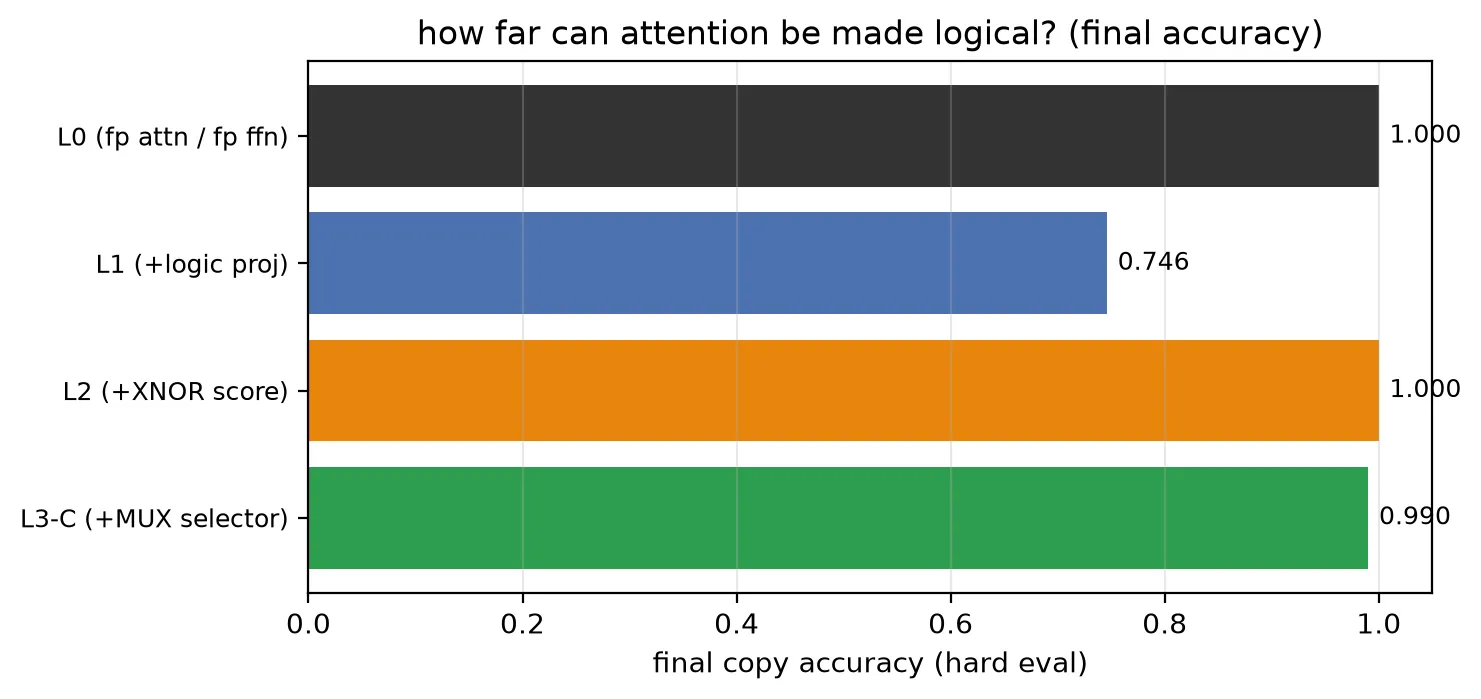 how far can attention be made logical? (final accuracy)
L0 (fp attn / fp ffn)
1.000
L1 (+logic proj)
0.746
L2 (+XNOR score)
1.000
L3-C (+MUX selector)
0.990
0.0 0.2 0.4 0.6 0.8 1.0
final copy accuracy (hard eval)